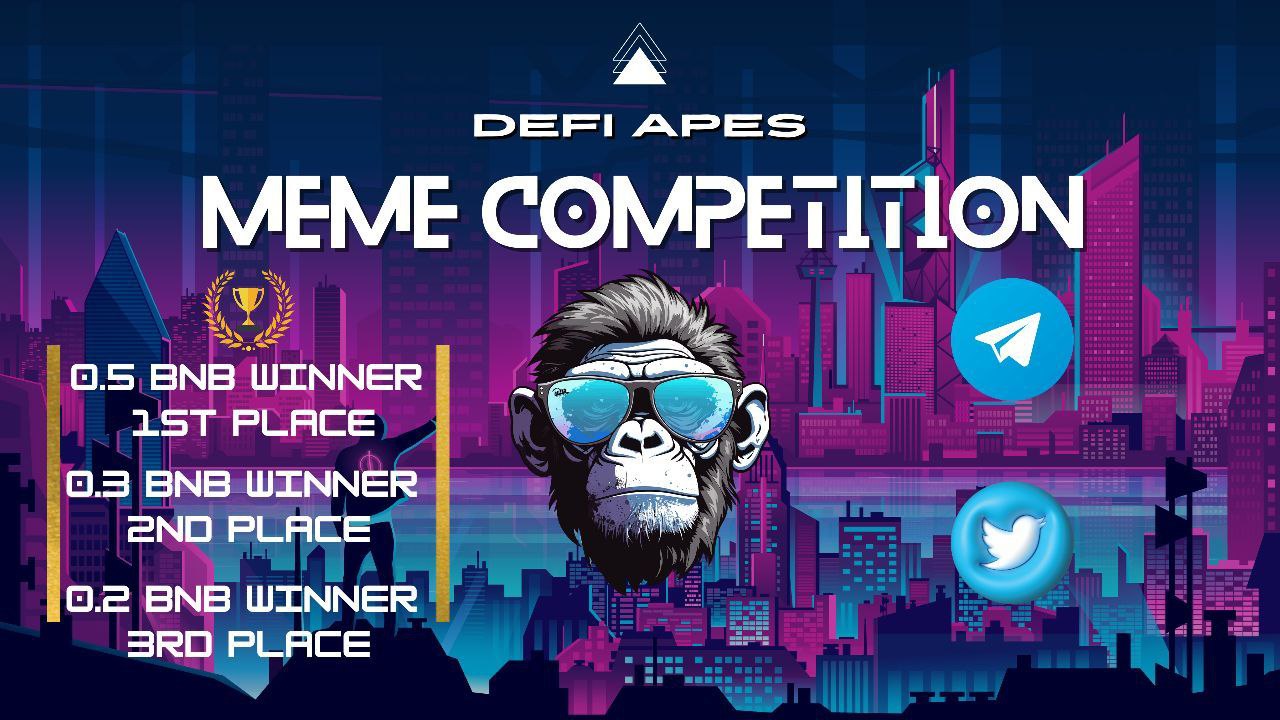 DEFI APES
MEME COMPETITION
0.5 BNB WINNER
1ST PLACE
0.3 BNB WINNER
2ND PLACE
0.2 BNB WINNER
3RD PLACE